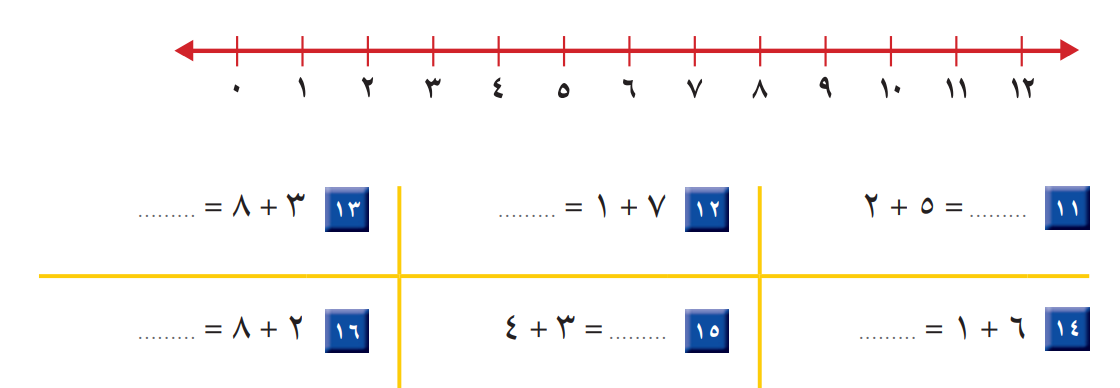 ٠ ١ ٢ ٣ ٤ ٥ ٦ ٧ ٨ ٩ ١٠ ١١ ١٢
١١ ٢ + ٥ = .........
١٢ ٧ + ١ = .........
١٣ ٣ + ٨ = .........
١٤ ٦ + ١ = .........
١٥ ٤ + ٣ = .........
١٦ ٢ + ٨ = .........